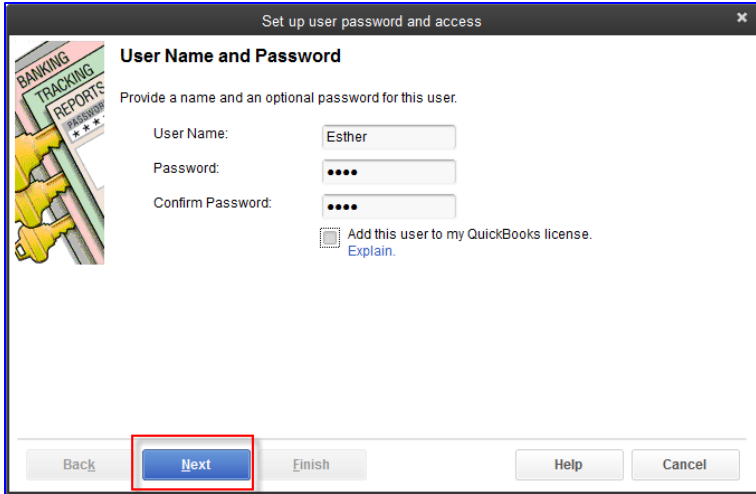 Set up user password and access
BANKING
TRACKING
REPORTS
PASSWORD
****
User Name and Password
Provide a name and an optional password for this user.
User Name:
Esther
Password:
••••
Confirm Password:
••••
Add this user to my QuickBooks license.
Explain.
Back
Next
Finish
Help
Cancel